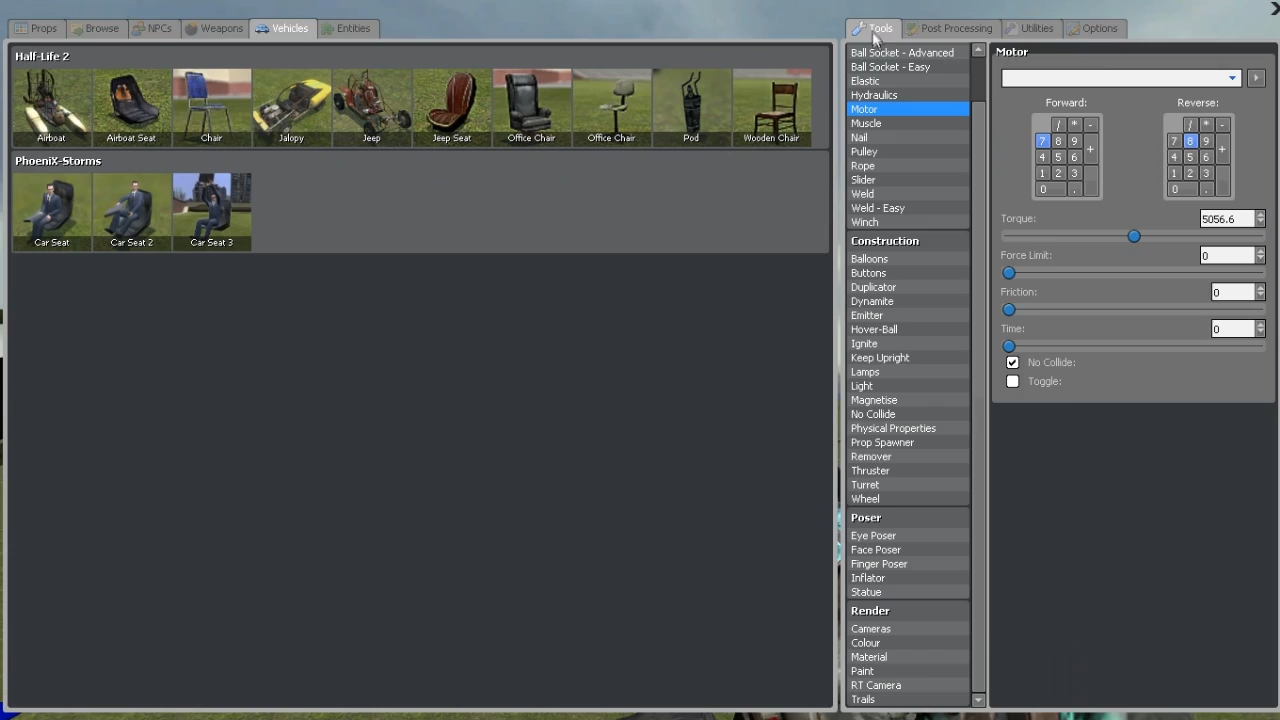 Props
Browse
NPCs
Weapons
Vehicles
Entities
Half-Life 2
Airboat
Airboat Seat
Chair
Jalopy
Jeep
Jeep Seat
Office Chair
Office Chair
Pod
Wooden Chair
PhoeniX-Storms
Car Seat
Car Seat 2
Car Seat 3
Tools
Post Processing
Utilities
Options
Ball Socket - Advanced
Ball Socket - Easy
Elastic
Hydraulics
Motor
Muscle
Nail
Pulley
Rope
Slider
Weld
Weld - Easy
Winch
Construction
Balloons
Buttons
Duplicator
Dynamite
Emitter
Hover-Ball
Ignite
Keep Upright
Lamps
Light
Magnetise
No Collide
Physical Properties
Prop Spawner
Remover
Thruster
Turret
Wheel
Poser
Eye Poser
Face Poser
Finger Poser
Inflator
Statue
Render
Cameras
Colour
Material
Paint
RT Camera
Trails
Motor
Forward:
/ * -
7 8 9 +
4 5 6
1 2 3
0 .
Reverse:
/ * -
7 8 9 +
4 5 6
1 2 3
0 .
Torque: 5056.6
Force Limit: 0
Friction: 0
Time: 0
No Collide:
Toggle: